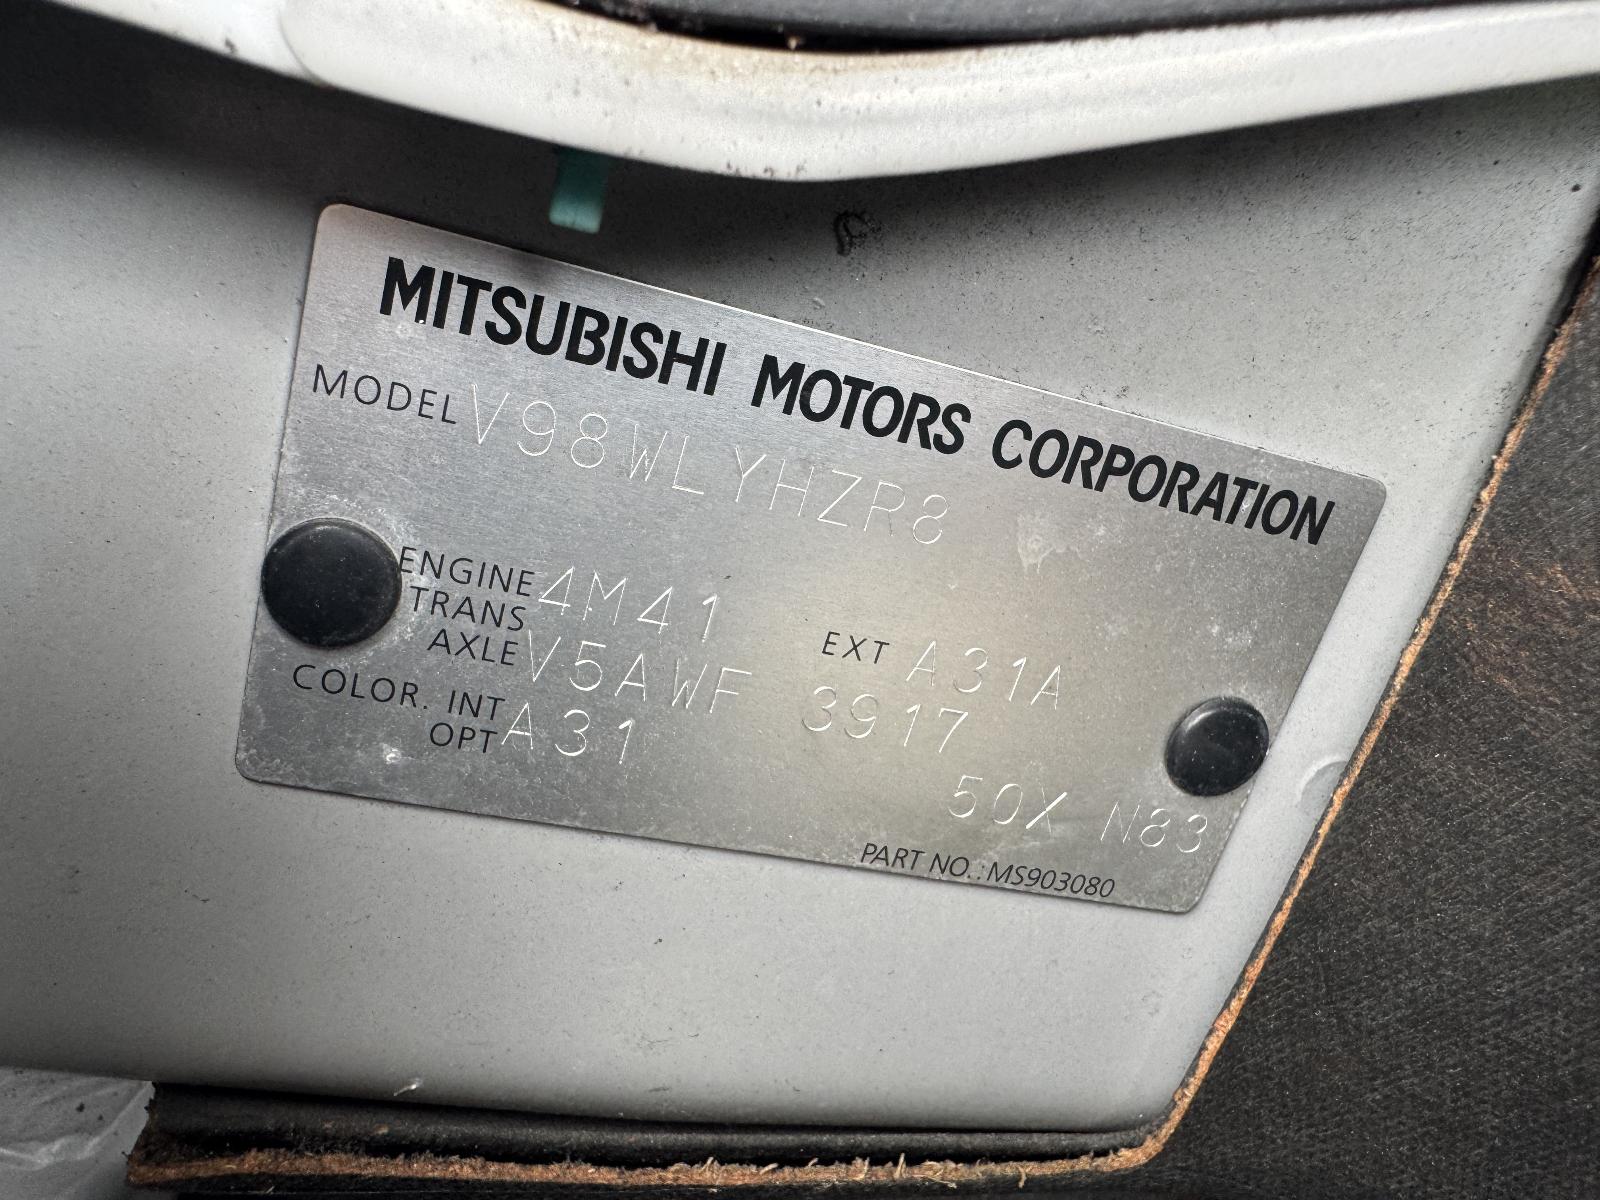 MITSUBISHI MOTORS CORPORATION
MODEL V98WLYHZR8
ENGINE 4M41 EXT A31A
TRANS
AXLE V5AWF 3917
COLOR. INT A31
OPT
50X N83
PART NO.: MS903080